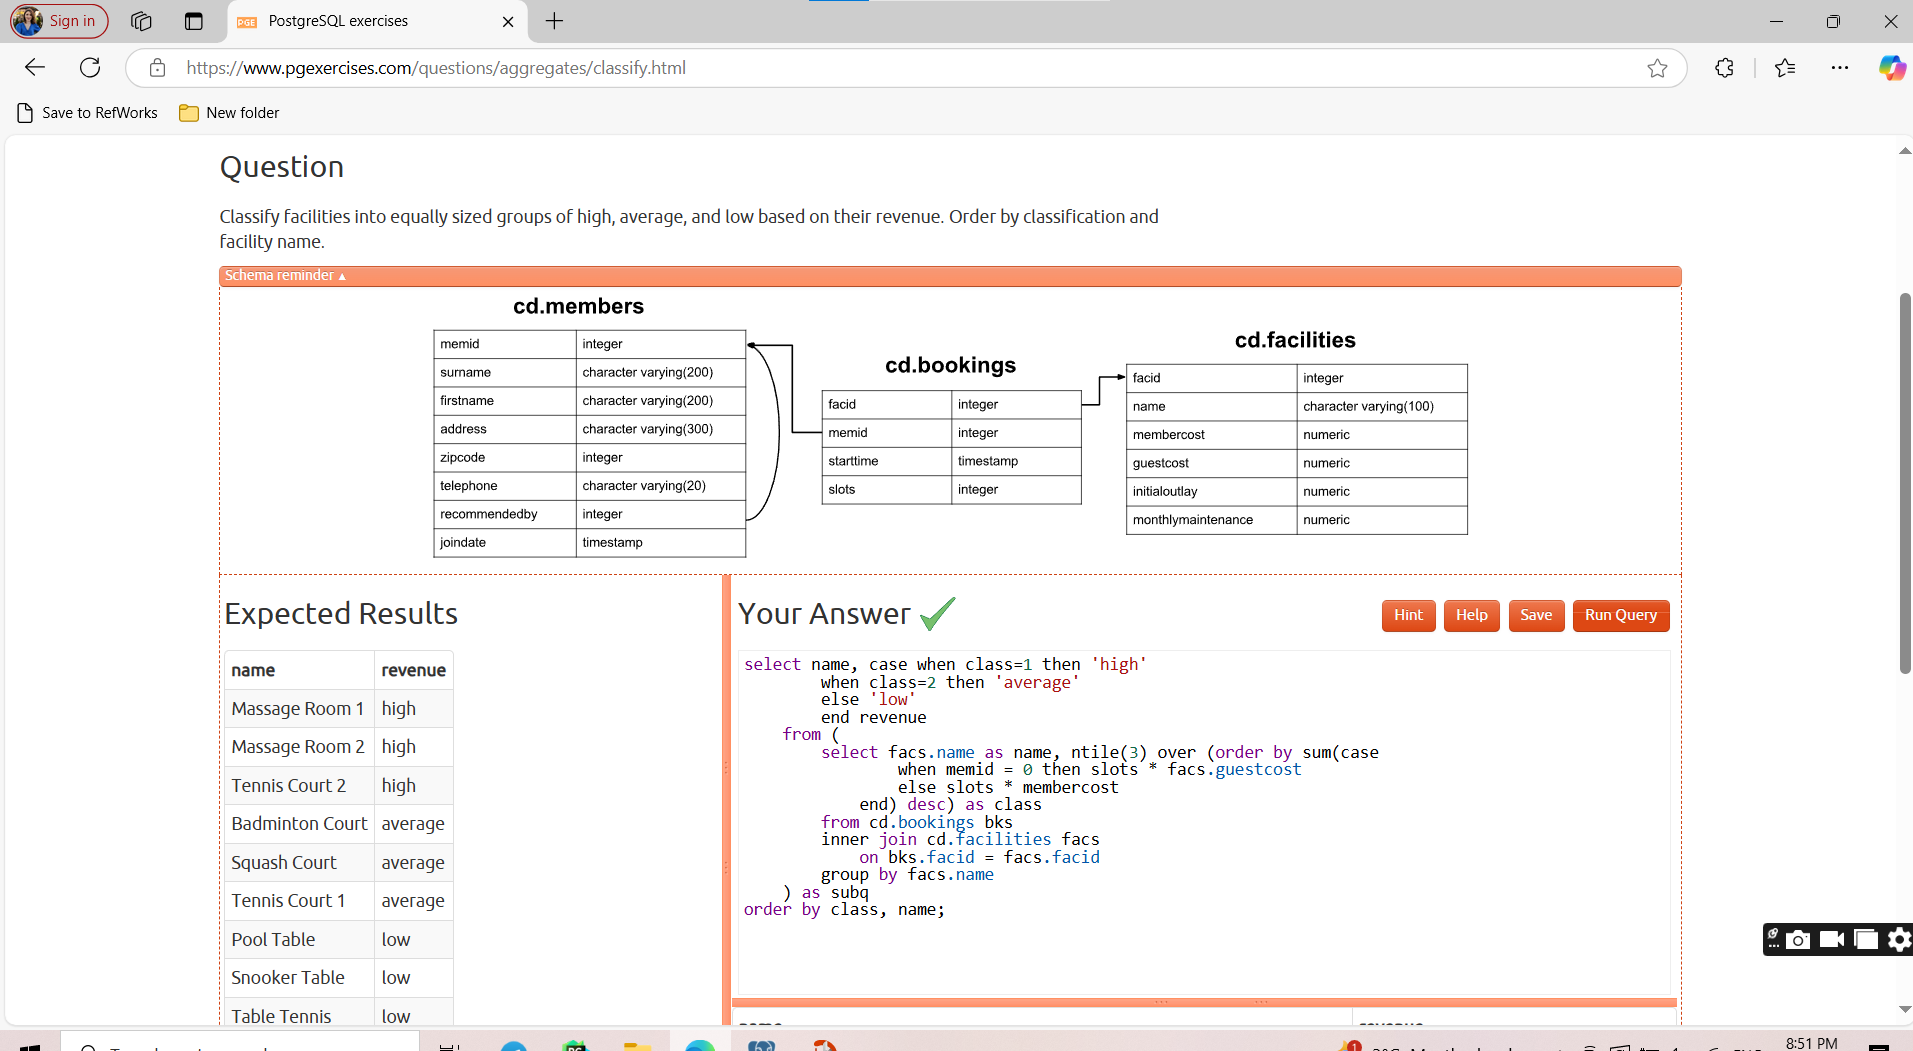 Sign in
PGE PostgreSQL exercises
https://www.pgexercises.com/questions/aggregates/classify.html
Save to RefWorks New folder
Question
Classify facilities into equally sized groups of high, average, and low based on their revenue. Order by classification and
facility name.
Schema reminder ▲
cd.members
memid integer
surname character varying(200)
firstname character varying(200)
address character varying(300)
zipcode integer
telephone character varying(20)
recommendedby integer
joindate timestamp
cd.bookings
facid integer
memid integer
starttime timestamp
slots integer
cd.facilities
facid integer
name character varying(100)
membercost numeric
guestcost numeric
initialoutlay numeric
monthlymaintenance numeric
Expected Results
name revenue
Massage Room 1 high
Massage Room 2 high
Tennis Court 2 high
Badminton Court average
Squash Court average
Tennis Court 1 average
Pool Table low
Snooker Table low
Table Tennis low
Your Answer
Hint Help Save Run Query
select name, case when class=1 then 'high'
when class=2 then 'average'
else 'low'
end revenue
from (
select facs.name as name, ntile(3) over (order by sum(case
when memid = 0 then slots * facs.guestcost
else slots * membercost
end) desc) as class
from cd.bookings bks
inner join cd.facilities facs
on bks.facid = facs.facid
group by facs.name
) as subq
order by class, name;
8:51 PM